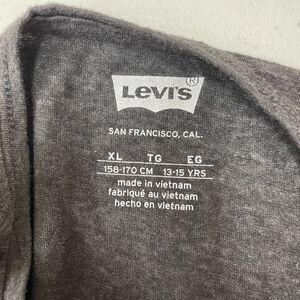 Levi's®
SAN FRANCISCO, CAL.
XL TG EG
158-170 CM 13-15 YRS
made in vietnam
fabriqué au vietnam
hecho en vietnam